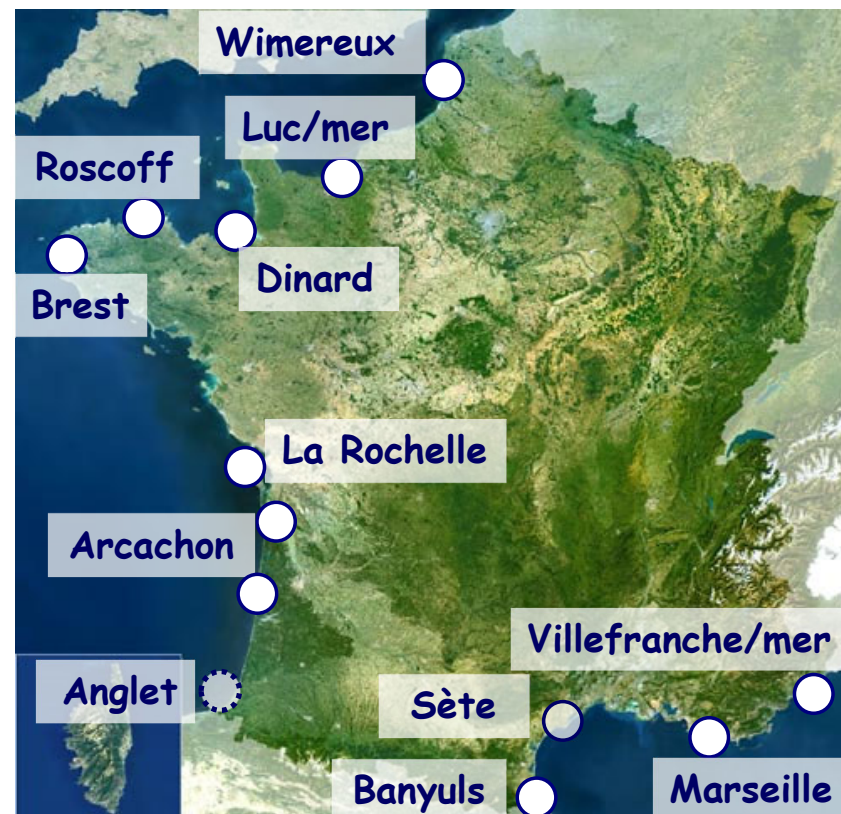 Wimereux
Luc/mer
Roscoff
Dinard
Brest
La Rochelle
Arcachon
Villefranche/mer
Anglet
Sète
Banyuls
Marseille